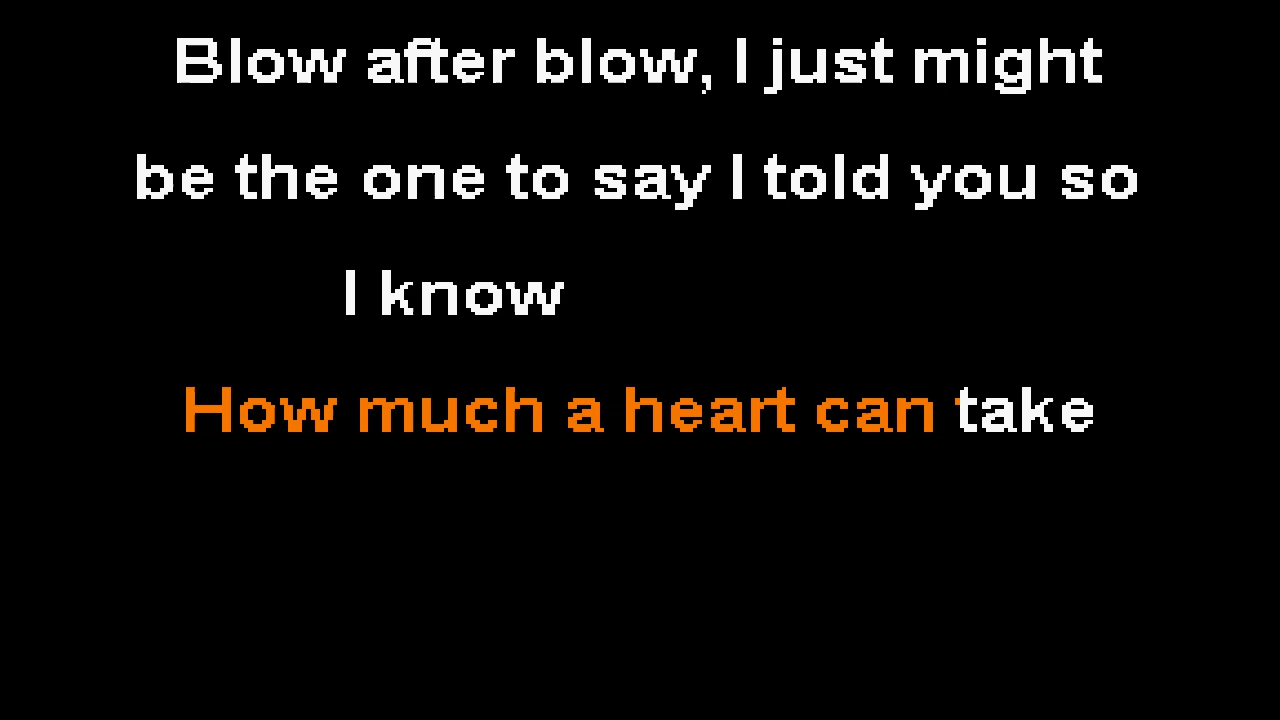 Blow after blow, I just might
be the one to say I told you so
I know
How much a heart can take